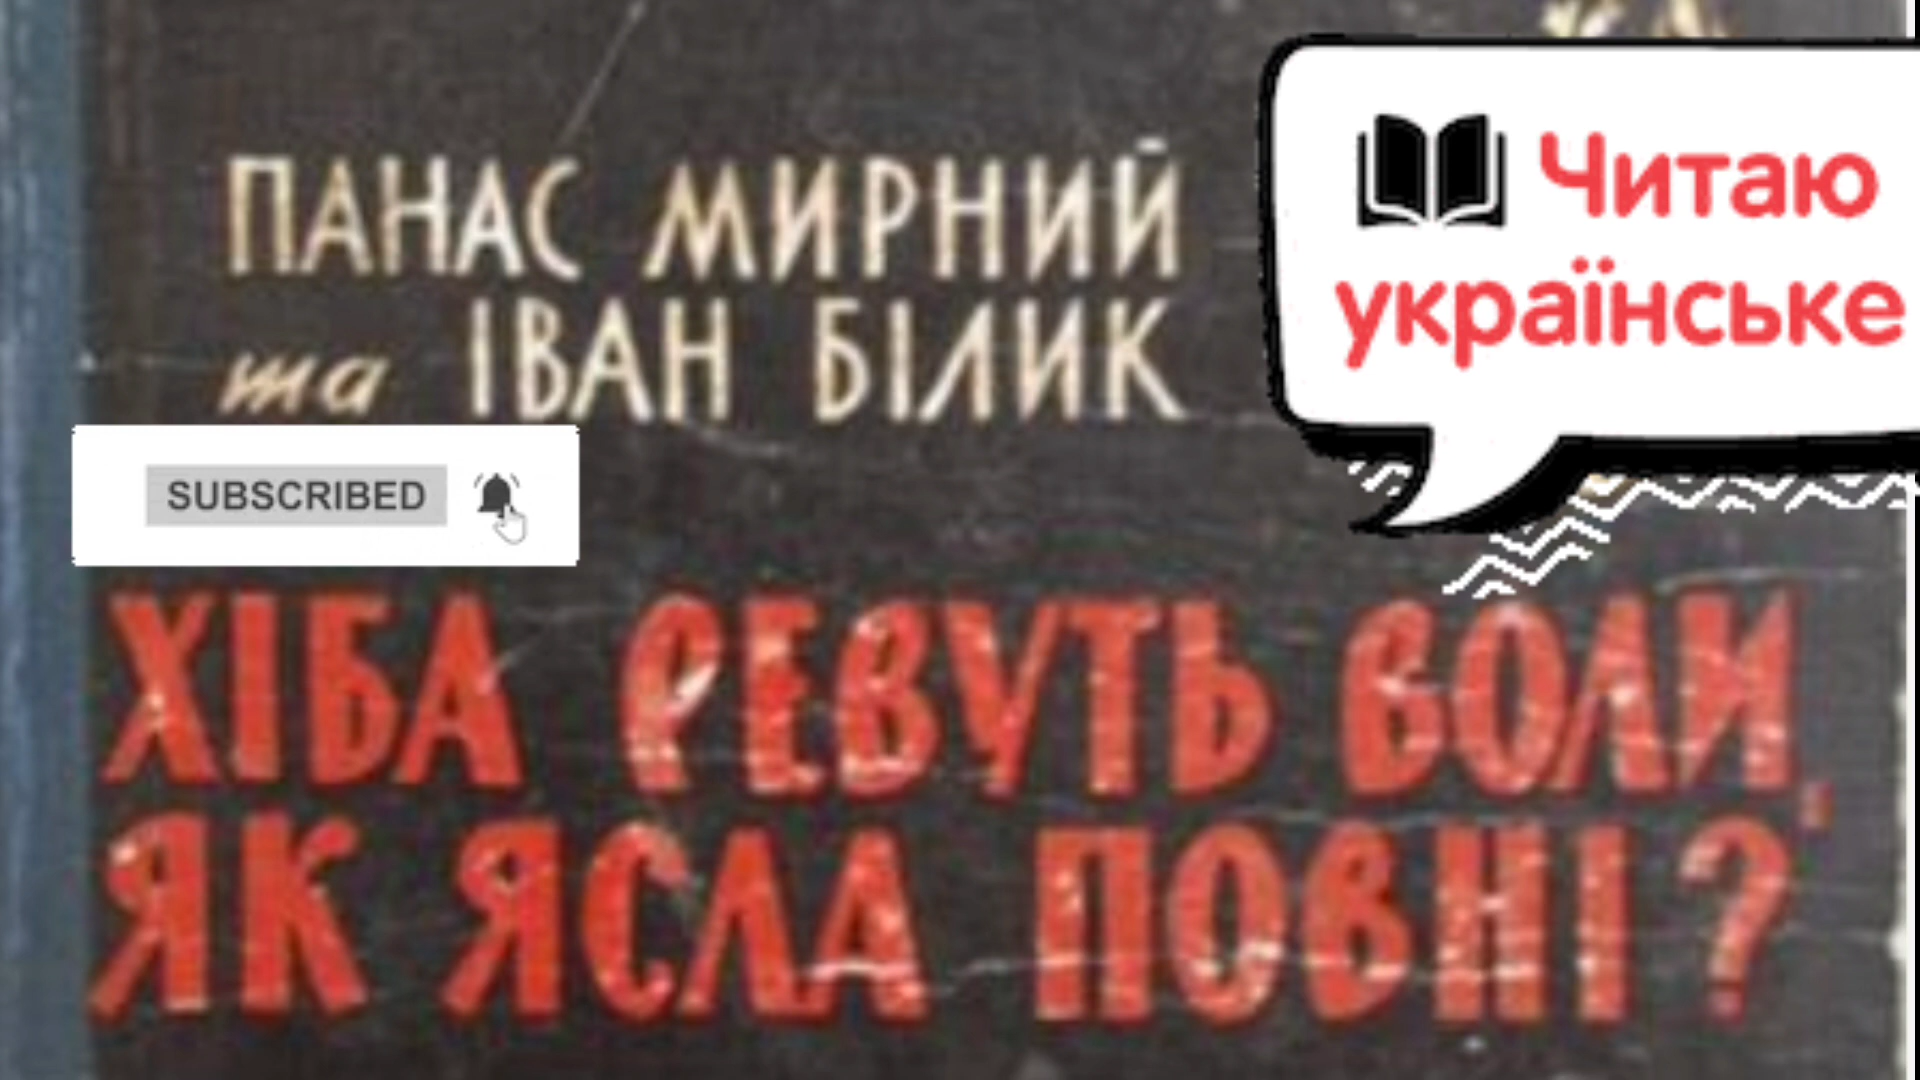 ПАНАС МИРНИЙ
та ІВАН БІЛИК
Читаю
українське
SUBSCRIBED
ХІБА РЕВУТЬ ВОЛИ,
ЯК ЯСЛА ПОВНІ?